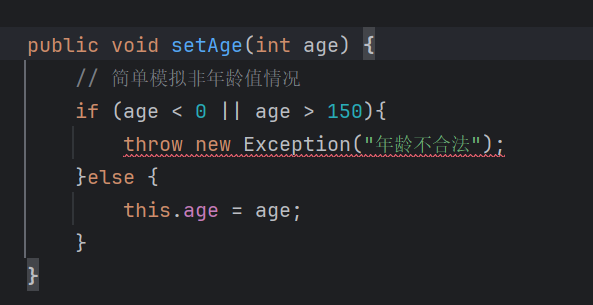 public void setAge(int age) {
// 简单模拟非年龄值情况
if (age < 0 || age > 150){
throw new Exception("年龄不合法");
}else {
this.age = age;
}
}